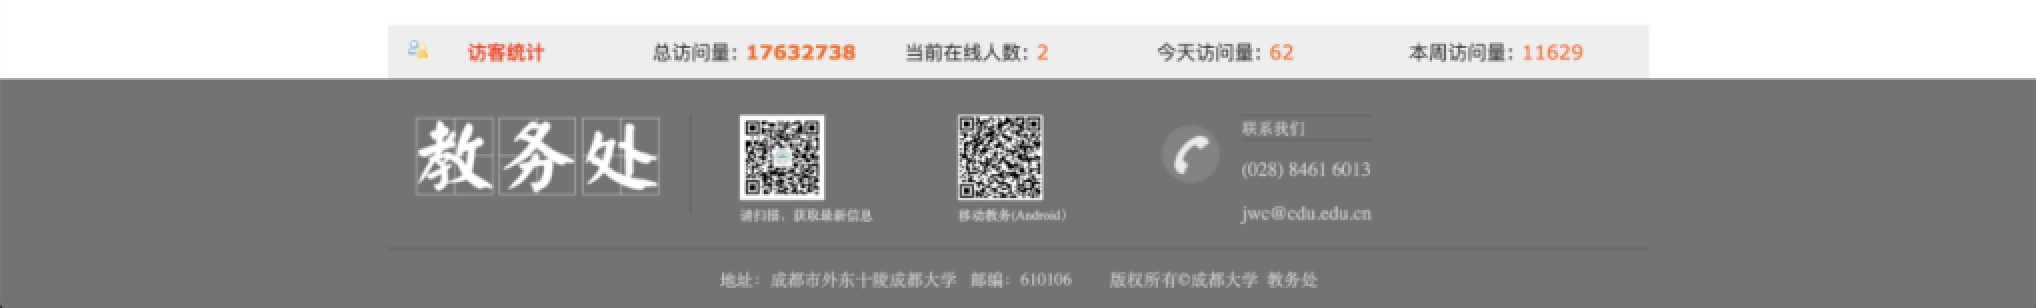 访客统计 总访问量: 17632738 当前在线人数: 2 今天访问量: 62 本周访问量: 11629
教务处
联系我们
(028) 8461 6013
请扫描，获取最新信息 移动教务(Android) jwc@cdu.edu.cn
地址：成都市外东十陵成都大学 邮编：610106 版权所有©成都大学 教务处